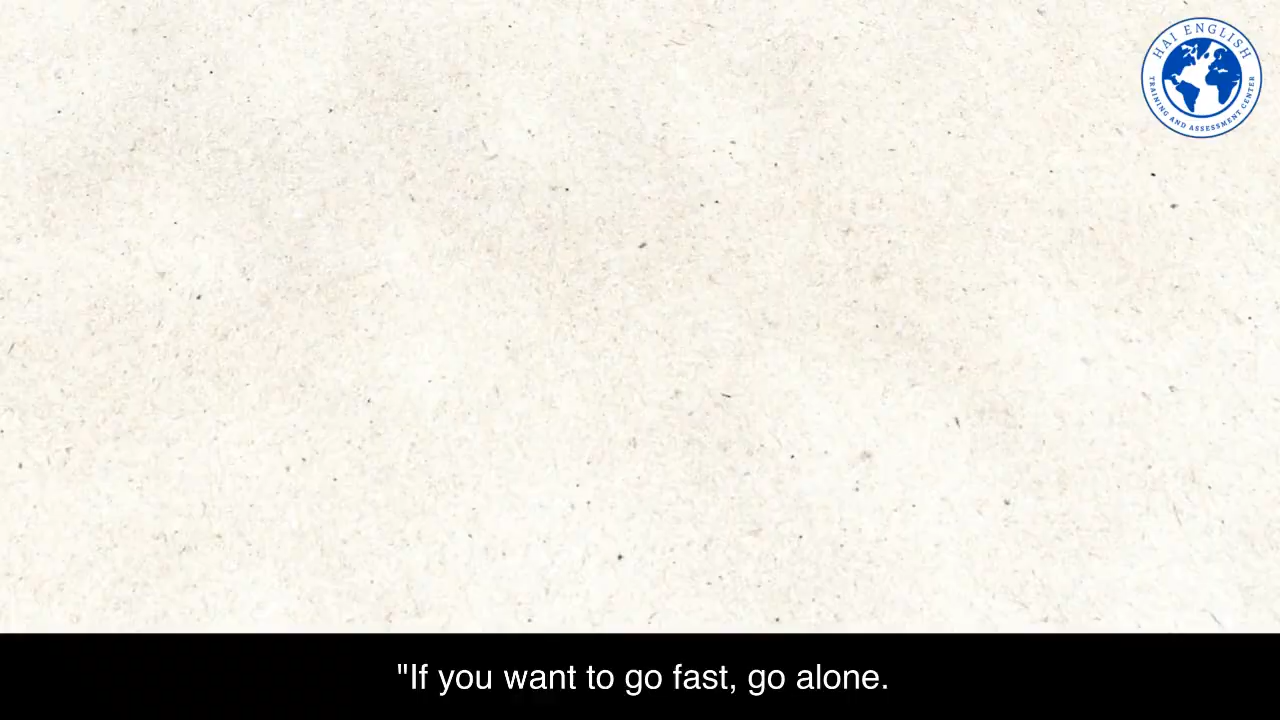 HAI ENGLISH
TRAINING AND ASSESSMENT CENTER
"If you want to go fast, go alone.